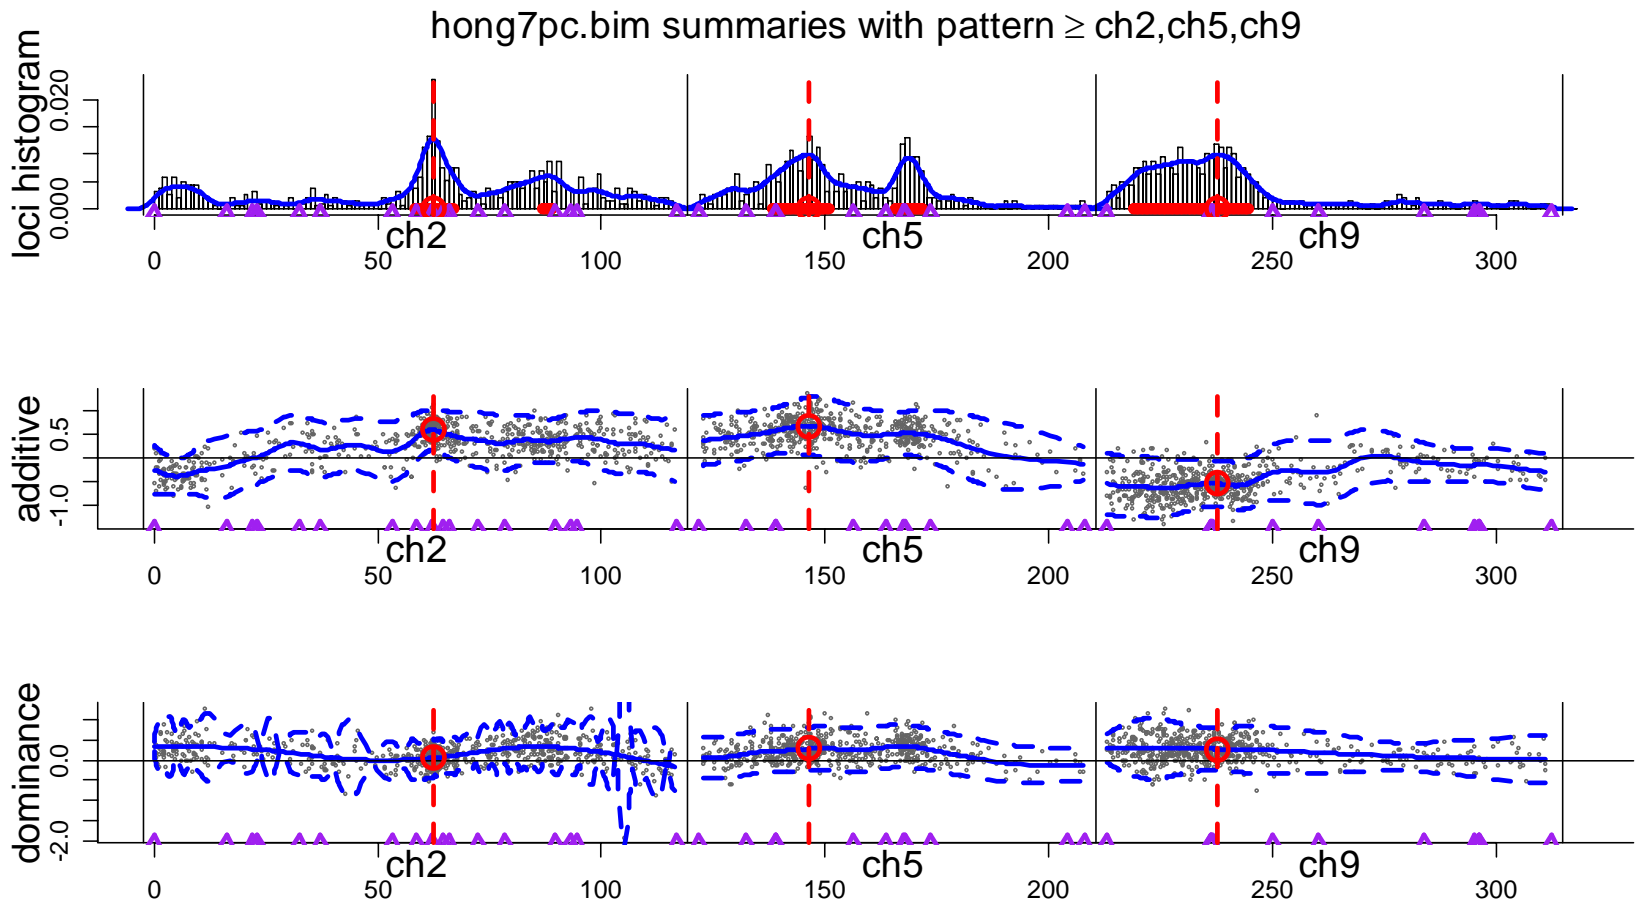 hong7pc.bim summaries with pattern ≥ ch2,ch5,ch9
loci histogram
0.000 0.020
ch2 ch5 ch9
0 50 100 150 200 250 300
additive
-1.0 0.5
ch2 ch5 ch9
0 50 100 150 200 250 300
dominance
-2.0 0.0
ch2 ch5 ch9
0 50 100 150 200 250 300